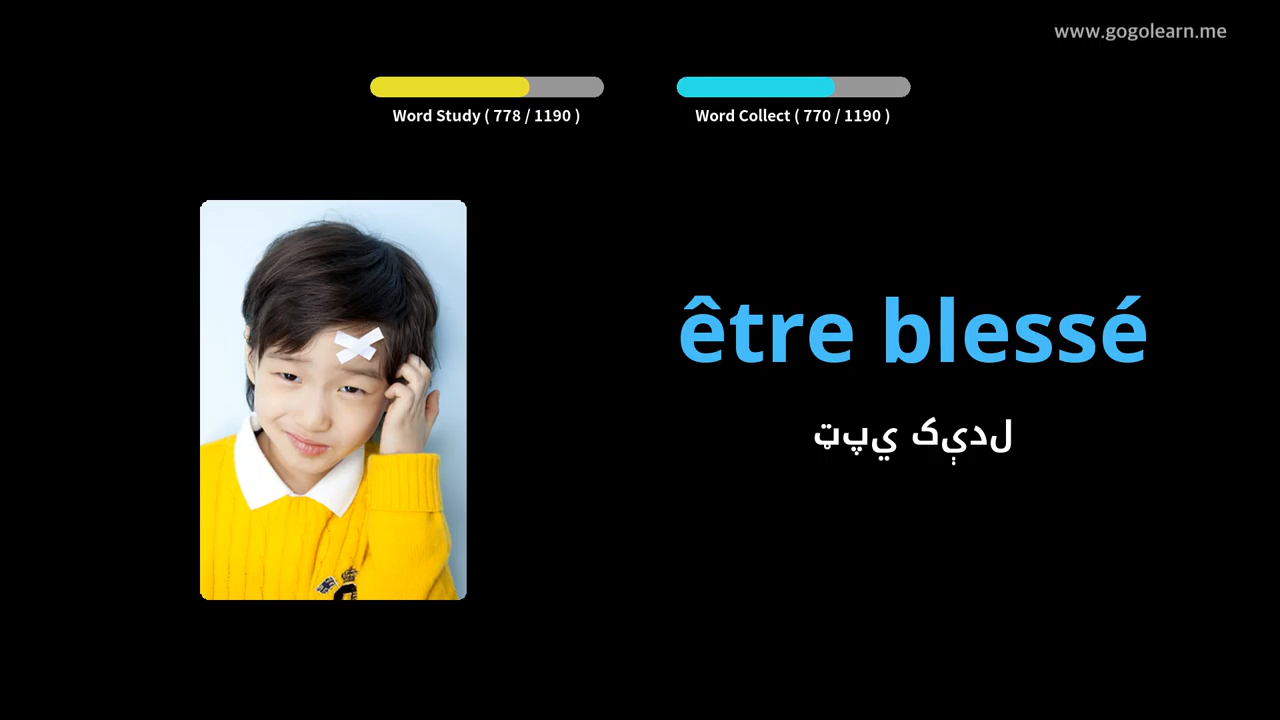 www.gogolearn.me
Word Study ( 778 / 1190 )
Word Collect ( 770 / 1190 )
être blessé
ټپي کېدل